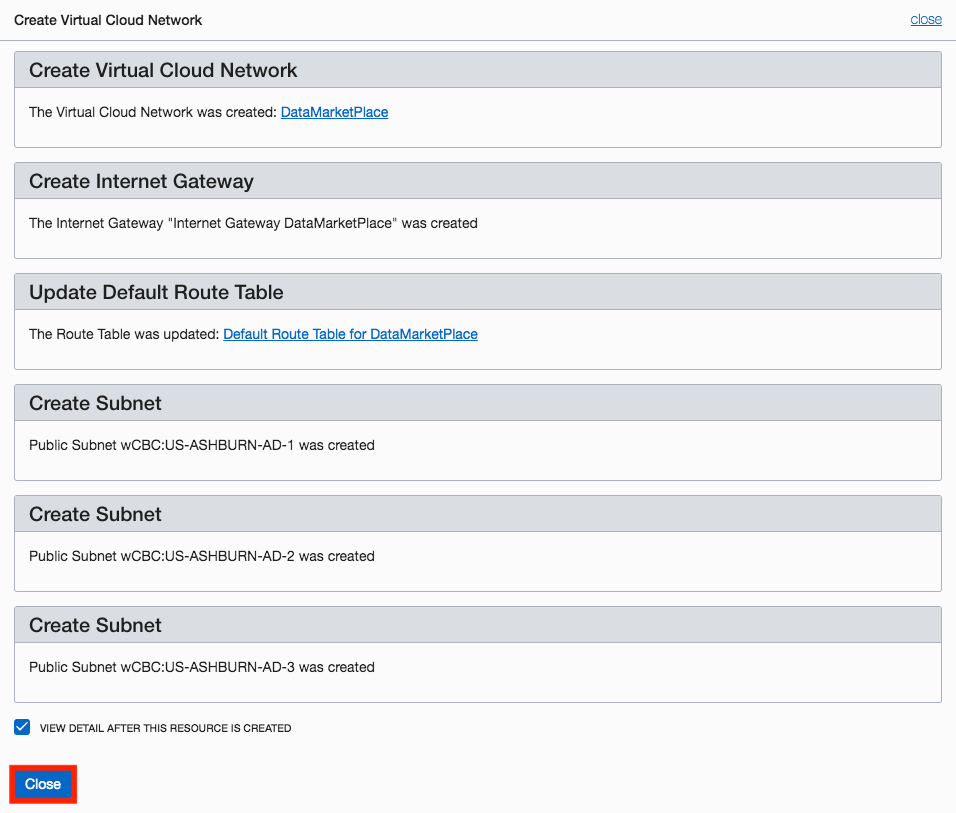 Create Virtual Cloud Network
close
Create Virtual Cloud Network
The Virtual Cloud Network was created: DataMarketPlace
Create Internet Gateway
The Internet Gateway "Internet Gateway DataMarketPlace" was created
Update Default Route Table
The Route Table was updated: Default Route Table for DataMarketPlace
Create Subnet
Public Subnet wCBC:US-ASHBURN-AD-1 was created
Create Subnet
Public Subnet wCBC:US-ASHBURN-AD-2 was created
Create Subnet
Public Subnet wCBC:US-ASHBURN-AD-3 was created
VIEW DETAIL AFTER THIS RESOURCE IS CREATED
Close